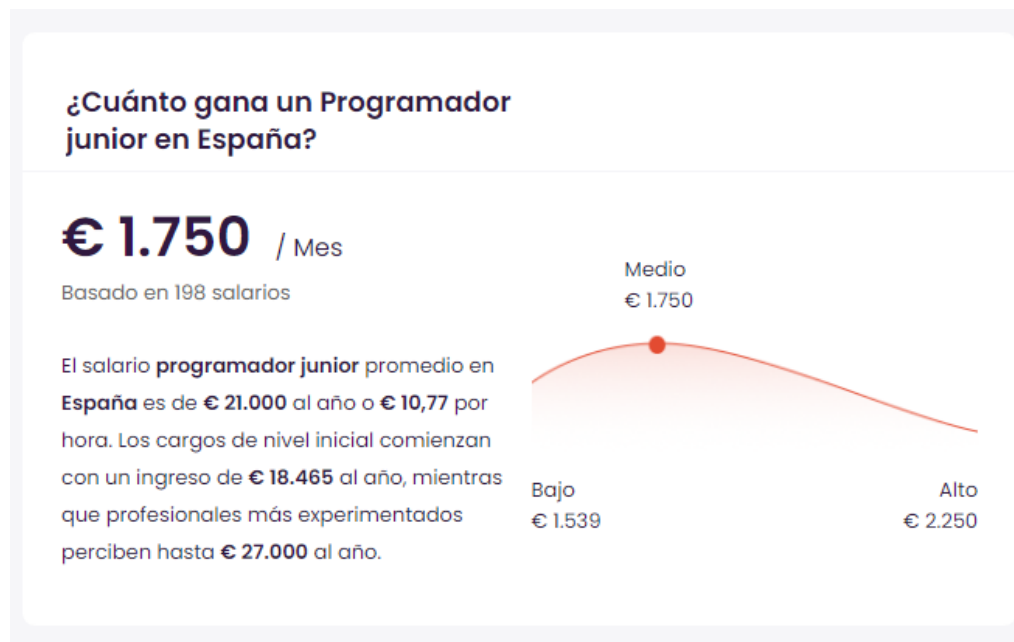 ¿Cuánto gana un Programador
junior en España?
€ 1.750 / Mes
Basado en 198 salarios
El salario programador junior promedio en
España es de € 21.000 al año o € 10,77 por
hora. Los cargos de nivel inicial comienzan
con un ingreso de € 18.465 al año, mientras
que profesionales más experimentados
perciben hasta € 27.000 al año.
Medio
€ 1.750
Bajo
€ 1.539
Alto
€ 2.250